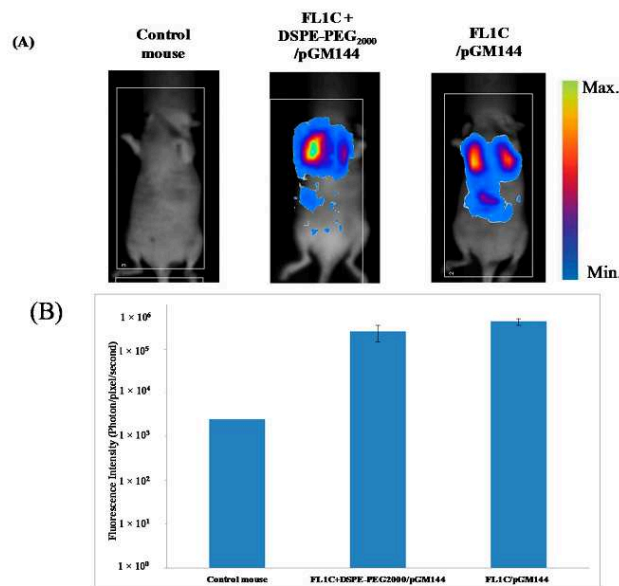 (A)
Control
mouse
FL1C +
DSPE-PEG2000
/pGM144
FL1C
/pGM144
Max.
Min.
(B)
Fluorescence Intensity (Photon/pixel/second)
1 × 10⁶
1 × 10⁵
1 × 10⁴
1 × 10³
1 × 10²
1 × 10¹
1 × 10⁰
Control mouse
FL1C+DSPE-PEG2000/pGM144
FL1C/pGM144